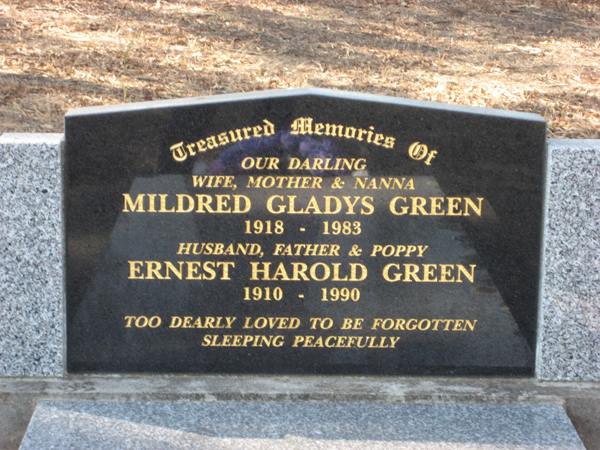 Treasured Memories Of
OUR DARLING
WIFE, MOTHER & NANNA
MILDRED GLADYS GREEN
1918 - 1983
HUSBAND, FATHER & POPPY
ERNEST HAROLD GREEN
1910 - 1990
TOO DEARLY LOVED TO BE FORGOTTEN
SLEEPING PEACEFULLY